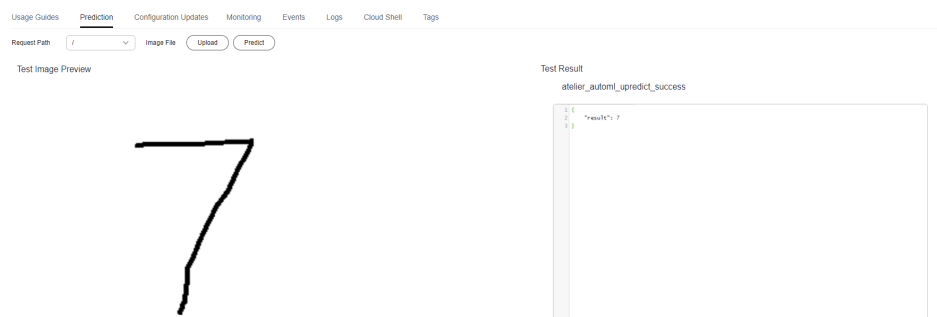 Usage Guides Prediction Configuration Updates Monitoring Events Logs Cloud Shell Tags
Request Path / Image File Upload Predict
Test Image Preview
Test Result
atelier_automl_upredict_success
1 {
2 "result": 7
3 }
7